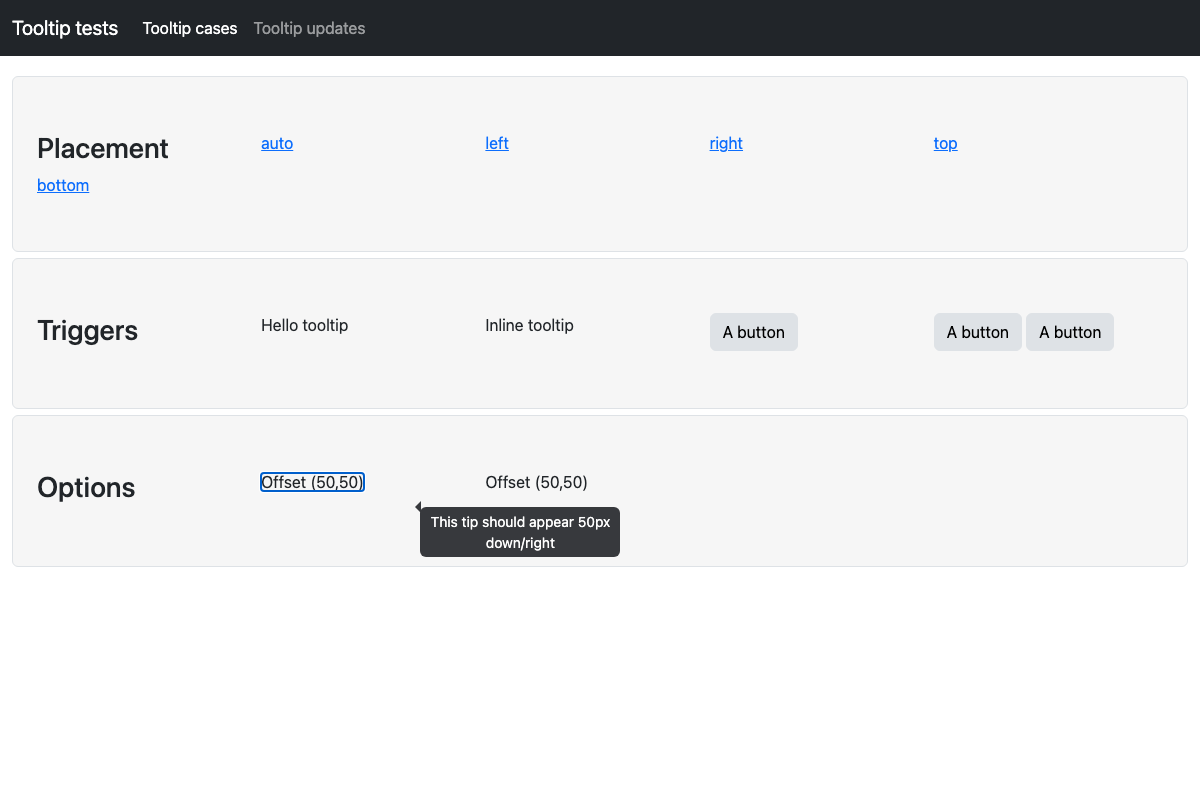 Tooltip tests Tooltip cases Tooltip updates
Placement auto left right top
bottom
Triggers Hello tooltip Inline tooltip A button A button A button
Options Offset (50,50) Offset (50,50)
This tip should appear 50px
down/right